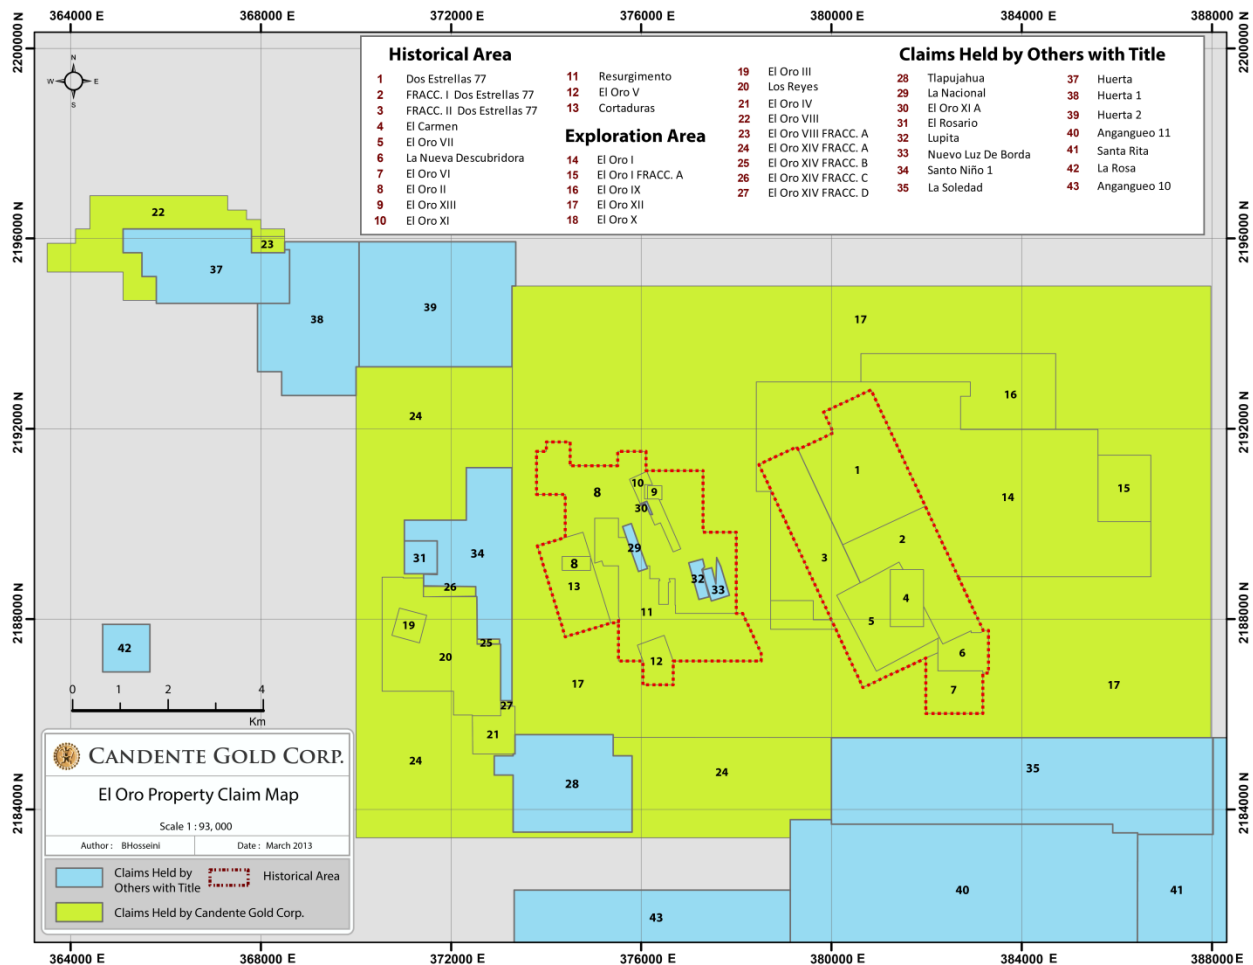 364000 E 368000 E 372000 E 376000 E 380000 E 384000 E 388000 E
2200000 N 2200000 N
N
W E
S
Historical Area
1 Dos Estrellas 77
2 FRACC. I Dos Estrellas 77
3 FRACC. II Dos Estrellas 77
4 El Carmen
5 El Oro VII
6 La Nueva Descubridora
7 El Oro VI
8 El Oro II
9 El Oro XIII
10 El Oro XI
11 Resurgimento
12 El Oro V
13 Cortaduras
Exploration Area
14 El Oro I
15 El Oro I FRACC. A
16 El Oro IX
17 El Oro XII
18 El Oro X
19 El Oro III
20 Los Reyes
21 El Oro IV
22 El Oro VIII
23 El Oro VIII FRACC. A
24 El Oro XIV FRACC. A
25 El Oro XIV FRACC. B
26 El Oro XIV FRACC. C
27 El Oro XIV FRACC. D
Claims Held by Others with Title
28 Tlapujahua
29 La Nacional
30 El Oro XI A
31 El Rosario
32 Lupita
33 Nuevo Luz De Borda
34 Santo Niño 1
35 La Soledad
37 Huerta
38 Huerta 1
39 Huerta 2
40 Angangueo 11
41 Santa Rita
42 La Rosa
43 Angangueo 10
2196000 N 2196000 N
22
23
37
38
39
17
24
16
2192000 N 2192000 N
1
8
10
9
30
15
14
29
34
31
2
3
8
32
33
26
13
4
11
19
5
2188000 N 2188000 N
42
25
20
12
6
17
7
17
27
21
0 1 2 4
Km
24
28
24
35
2184000 N 2184000 N
40
41
43
CANDENTE GOLD CORP.
El Oro Property Claim Map
Scale 1 : 93, 000
Author : BHosseini Date : March 2013
Claims Held by
Others with Title
Historical Area
Claims Held by Candente Gold Corp.
364000 E 368000 E 372000 E 376000 E 380000 E 384000 E 388000 E